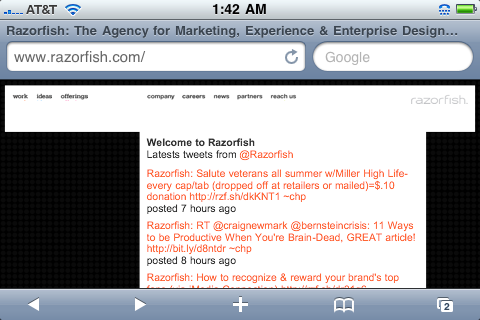 AT&T 1:42 AM
Razorfish: The Agency for Marketing, Experience & Enterprise Design...
www.razorfish.com/ Google
work ideas offerings company careers news partners reach us razorfish.
Welcome to Razorfish
Latests tweets from @Razorfish
Razorfish: Salute veterans all summer w/Miller High Life-
every cap/tab (dropped off at retailers or mailed)=$.10
donation http://rzf.sh/dkKNT1 ~chp
posted 7 hours ago
Razorfish: RT @craignewmark @bernsteincrisis: 11 Ways
to be Productive When You're Brain-Dead, GREAT article!
http://bit.ly/d8ntdr ~chp
posted 8 hours ago
Razorfish: How to recognize & reward your brand's top
fans (via iMedia Connection)
2